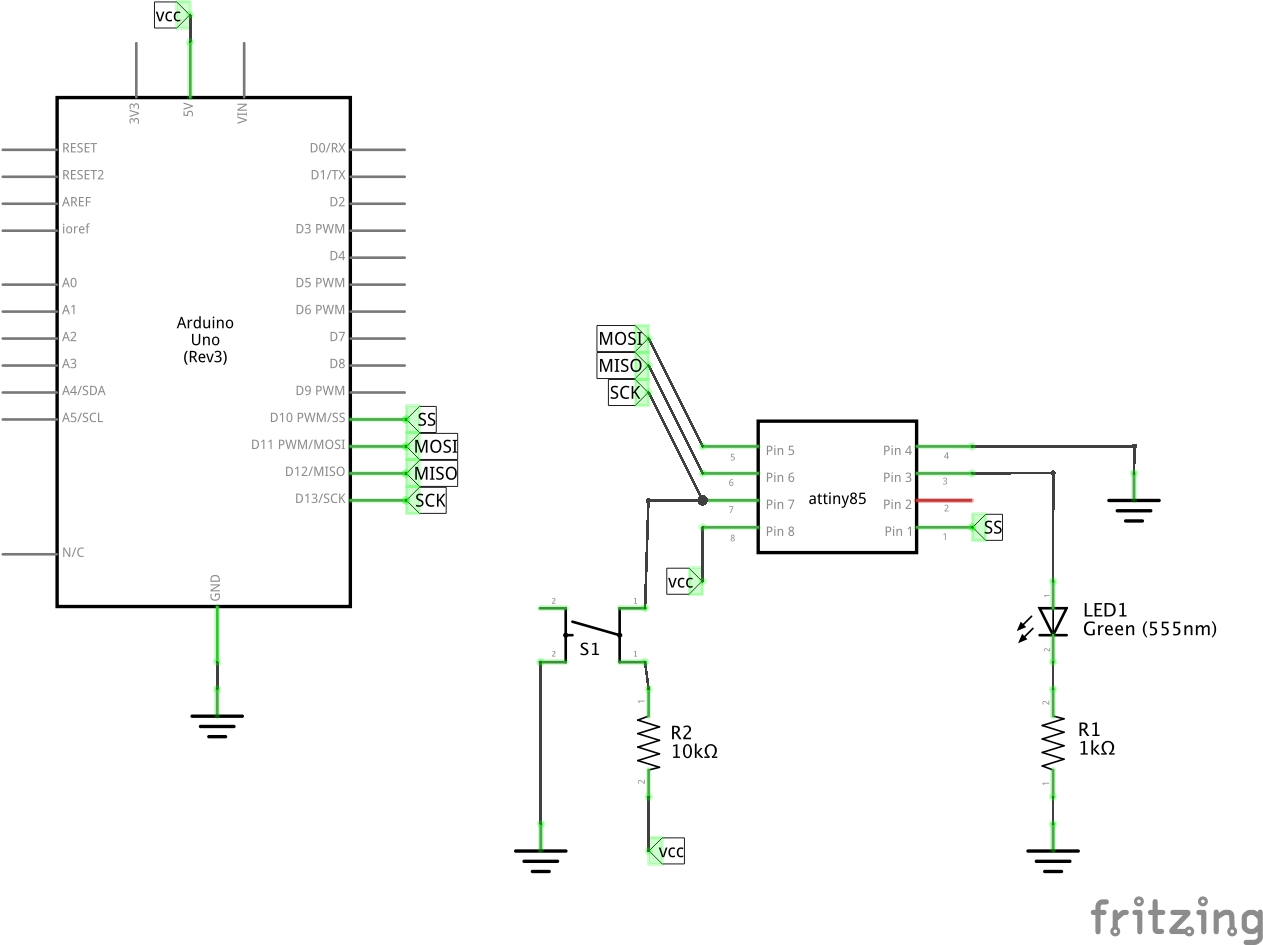 vcc
3V3
5V
VIN
RESET
RESET2
AREF
ioref
A0
A1
A2
A3
A4/SDA
A5/SCL
N/C
Arduino
Uno
(Rev3)
D0/RX
D1/TX
D2
D3 PWM
D4
D5 PWM
D6 PWM
D7
D8
D9 PWM
D10 PWM/SS
D11 PWM/MOSI
D12/MISO
D13/SCK
SS
MOSI
MISO
SCK
GND
MOSI
MISO
SCK
5
6
7
8
Pin 5
Pin 6
Pin 7
Pin 8
attiny85
Pin 4
Pin 3
Pin 2
Pin 1
4
3
2
1
SS
vcc
2
1
2
1
S1
1
R2
10kΩ
2
vcc
1
LED1
Green (555nm)
2
2
R1
1kΩ
1
fritzing